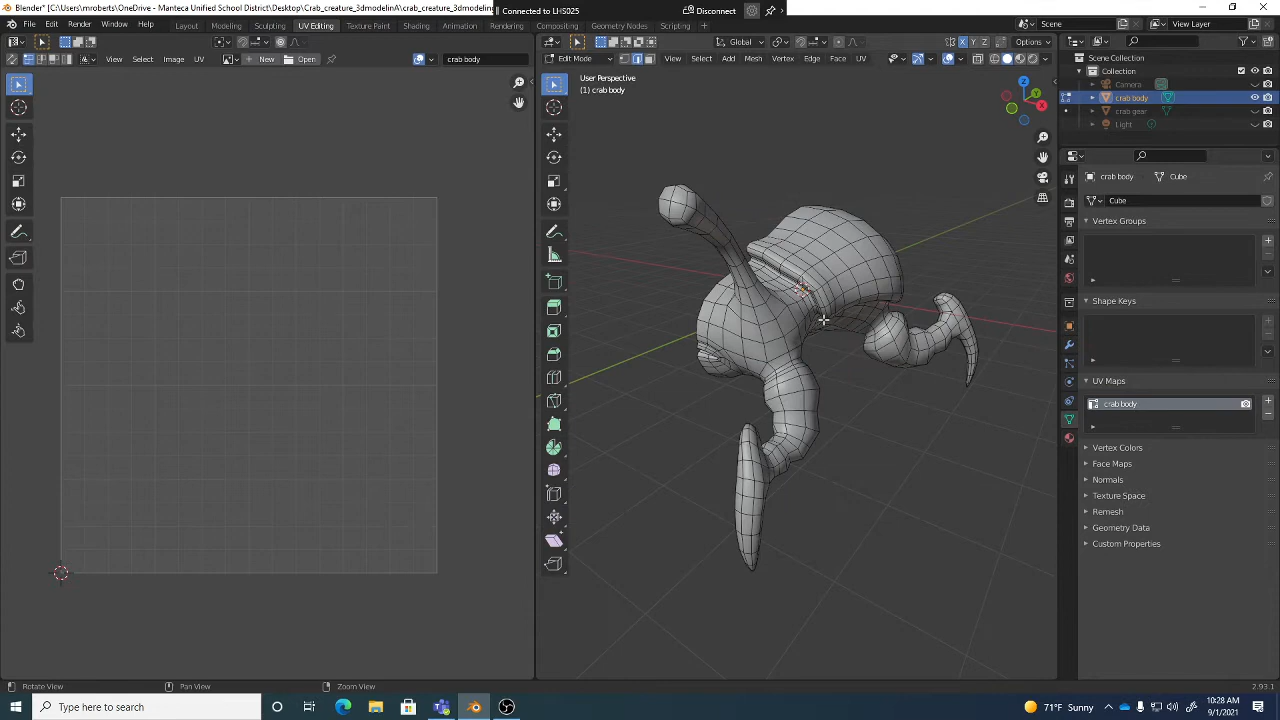 Blender* [C:\Users\mroberts\OneDrive - Manteca Unified School District\Desktop\Crab_creature_3dmodelinA\crab_creature_3dmodeling
Connected to LHS025
Disconnect
File Edit Render Window Help
Layout Modeling Sculpting UV Editing Texture Paint Shading Animation Rendering Compositing Geometry Nodes Scripting
Scene
View Layer
Global
Options
X Y Z
View Select Image UV
New
Open
crab body
Edit Mode
View Select Add Mesh Vertex Edge Face UV
User Perspective
(1) crab body
Z
Y
X
Scene Collection
Collection
Camera
crab body
crab gear
Light
crab body
Cube
Cube
Vertex Groups
Shape Keys
UV Maps
crab body
Vertex Colors
Face Maps
Normals
Texture Space
Remesh
Geometry Data
Custom Properties
Rotate View
Pan View
Zoom View
2.93.1
Type here to search
71°F Sunny
10:28 AM
9/1/2021